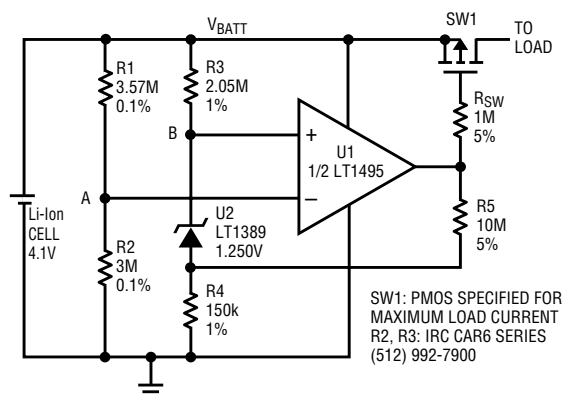 SW1
TO
LOAD
VBATT
R1
3.57M
0.1%
R3
2.05M
1%
RSW
1M
5%
B
+
U1
1/2 LT1495
A
–
Li-Ion
CELL
4.1V
U2
LT1389
1.250V
R5
10M
5%
R2
3M
0.1%
R4
150k
1%
SW1: PMOS SPECIFIED FOR
MAXIMUM LOAD CURRENT
R2, R3: IRC CAR6 SERIES
(512) 992-7900